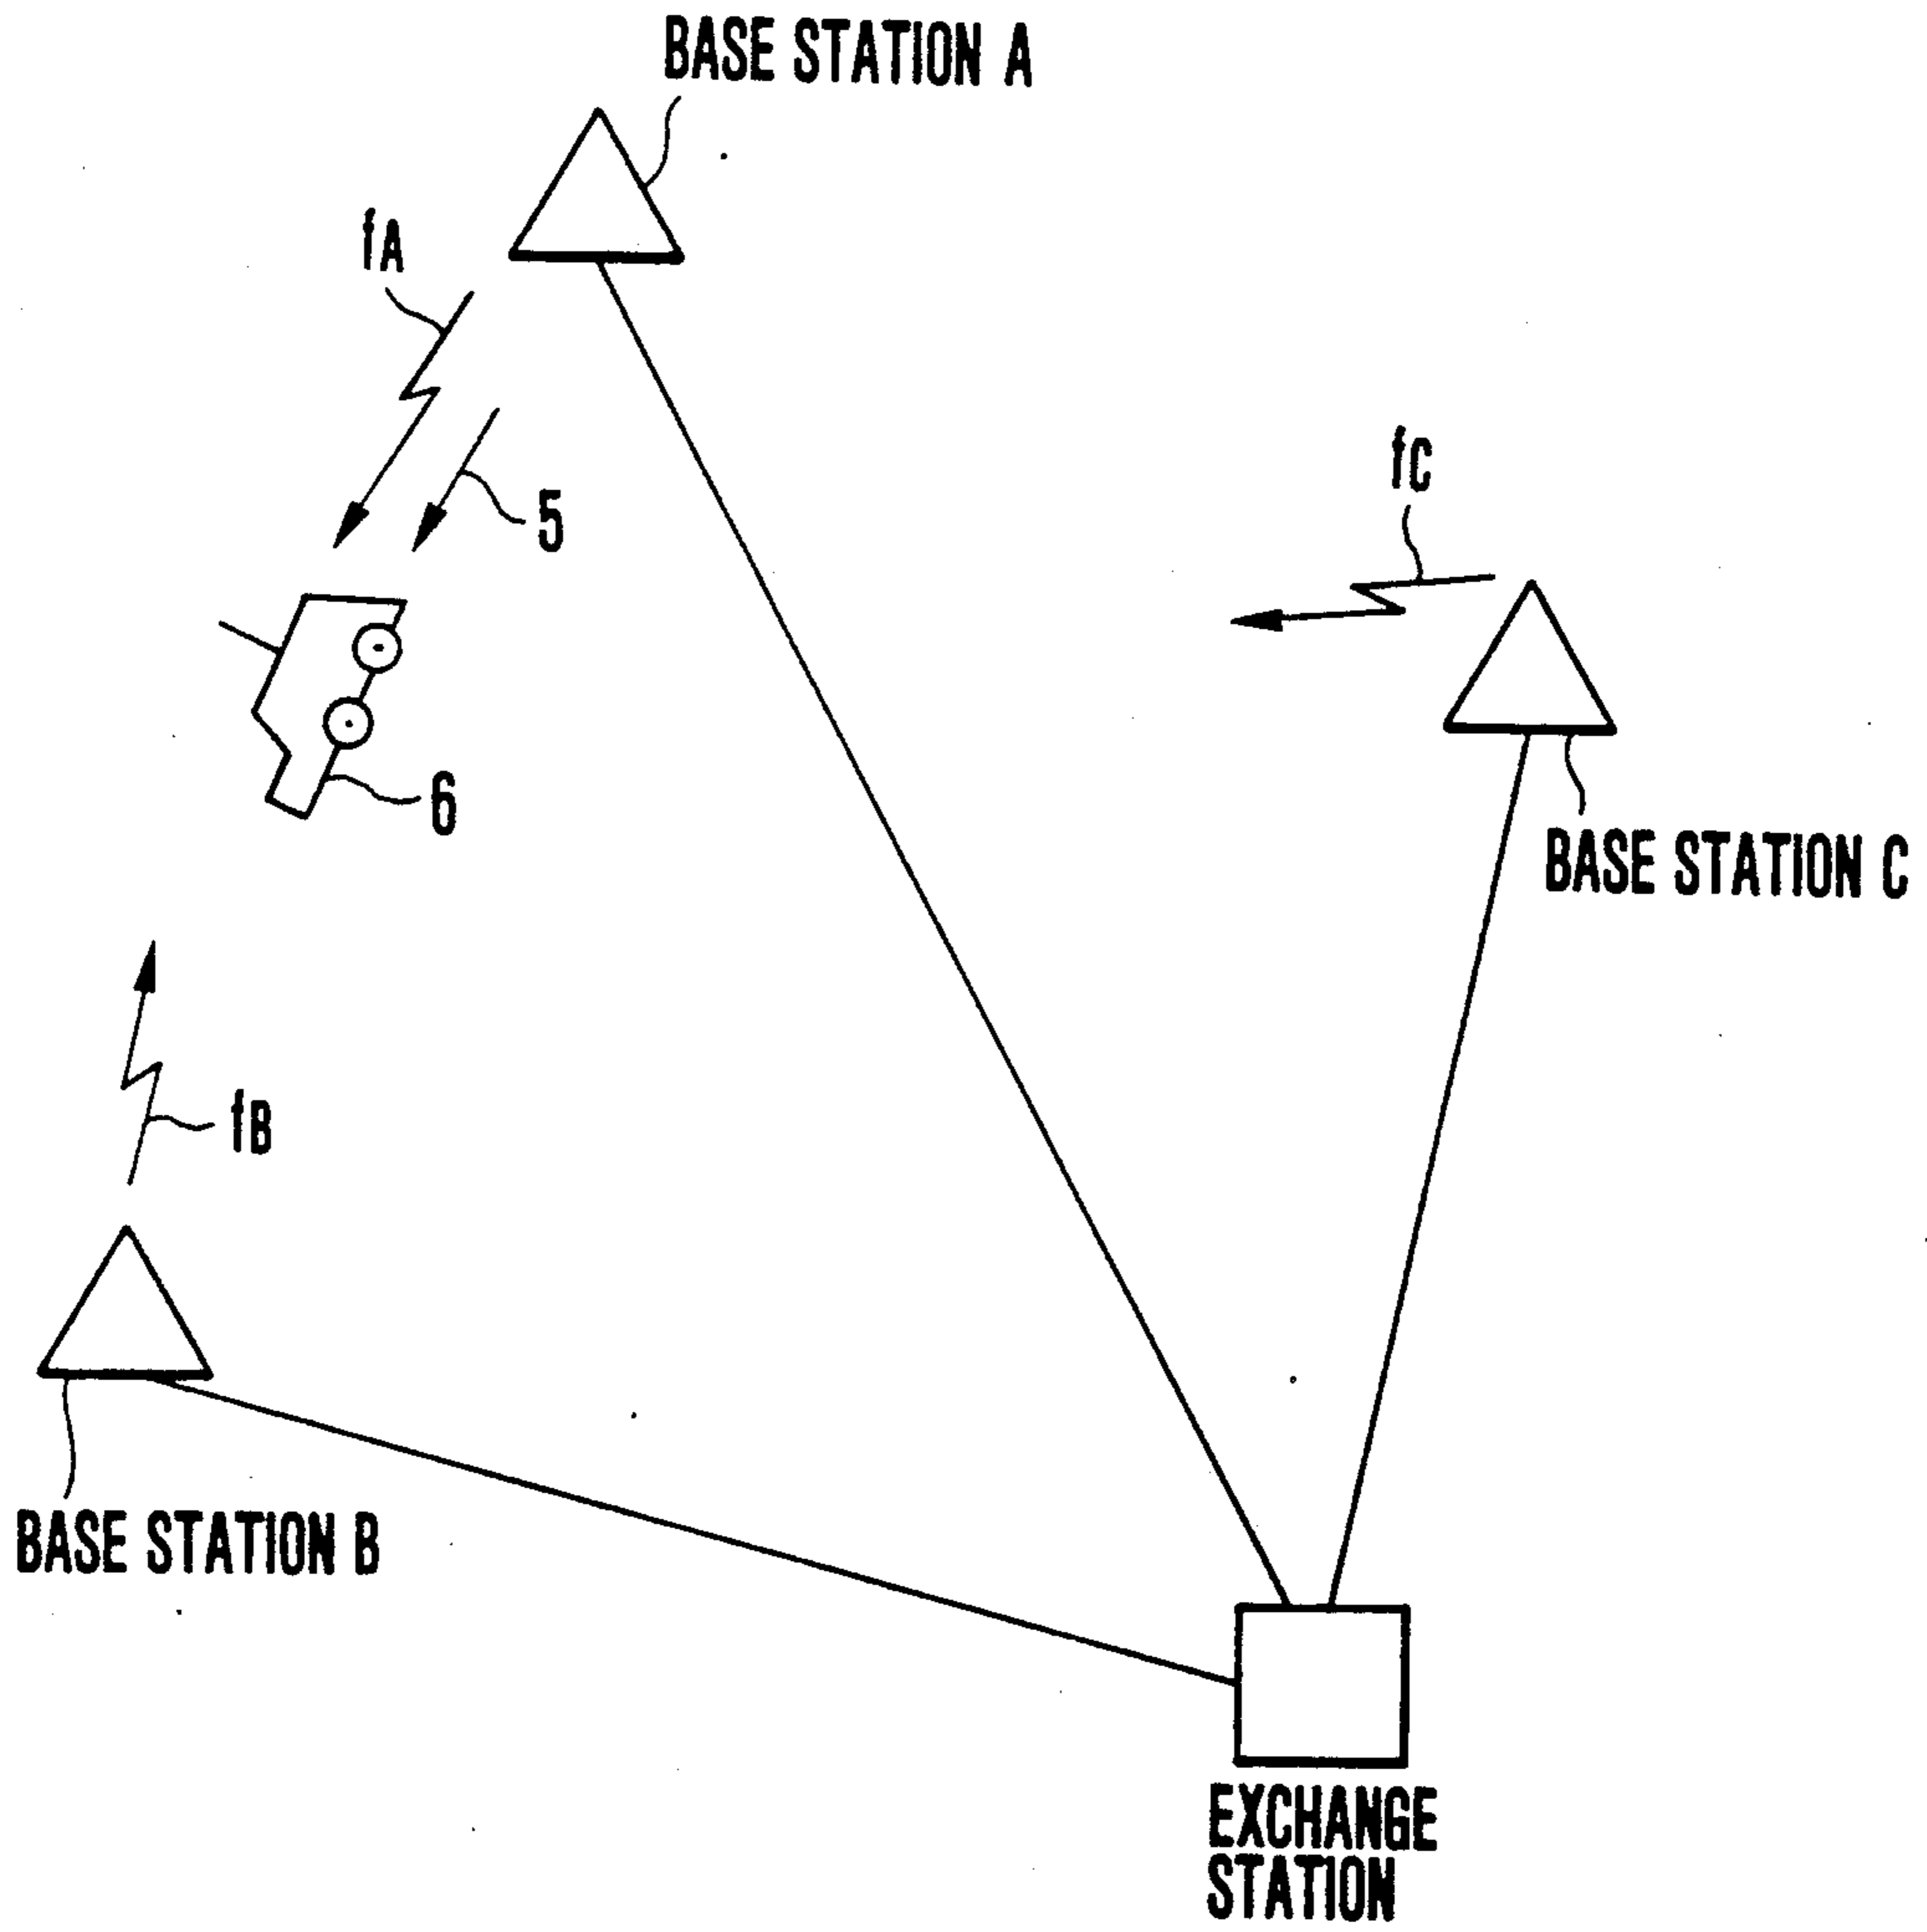 BASE STATION A
fA
5
fC
6
BASE STATION C
fB
BASE STATION B
EXCHANGE
STATION